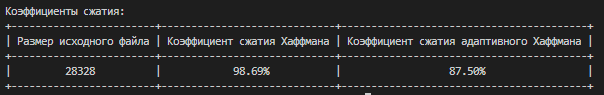 Коэффициенты сжатия:
| Размер исходного файла | Коэффициент сжатия Хаффмана | Коэффициент сжатия адаптивного Хаффмана |
| 28328 | 98.69% | 87.50% |